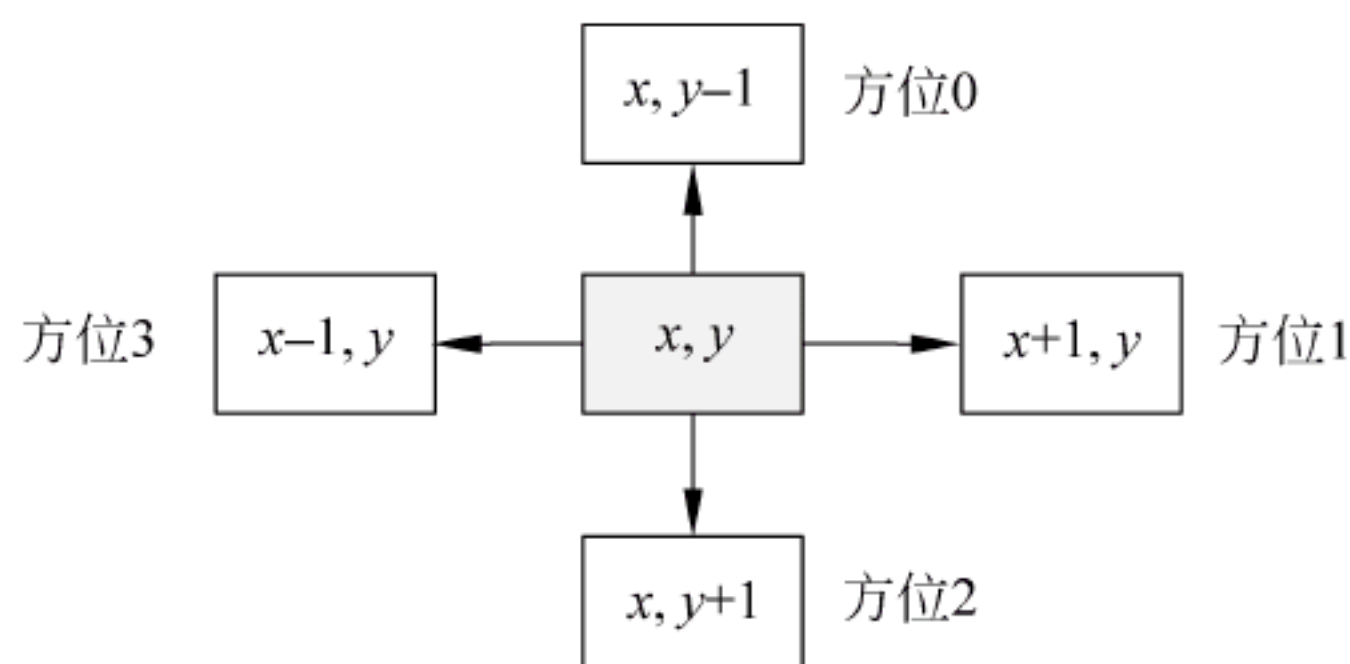 x, y–1 方位0
方位3 x–1, y x, y x+1, y 方位1
x, y+1 方位2